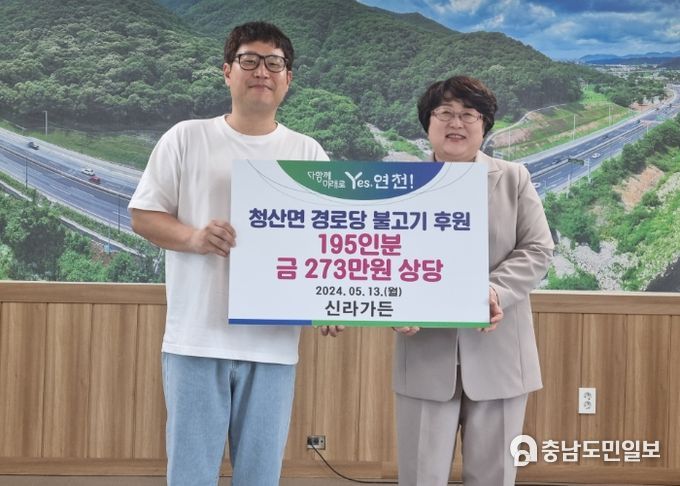 다함께
미래로 Yes.연천!
청산면 경로당 불고기 후원
195인분
금 273만원 상당
2024. 05. 13.(월)
신라가든
충남도민일보